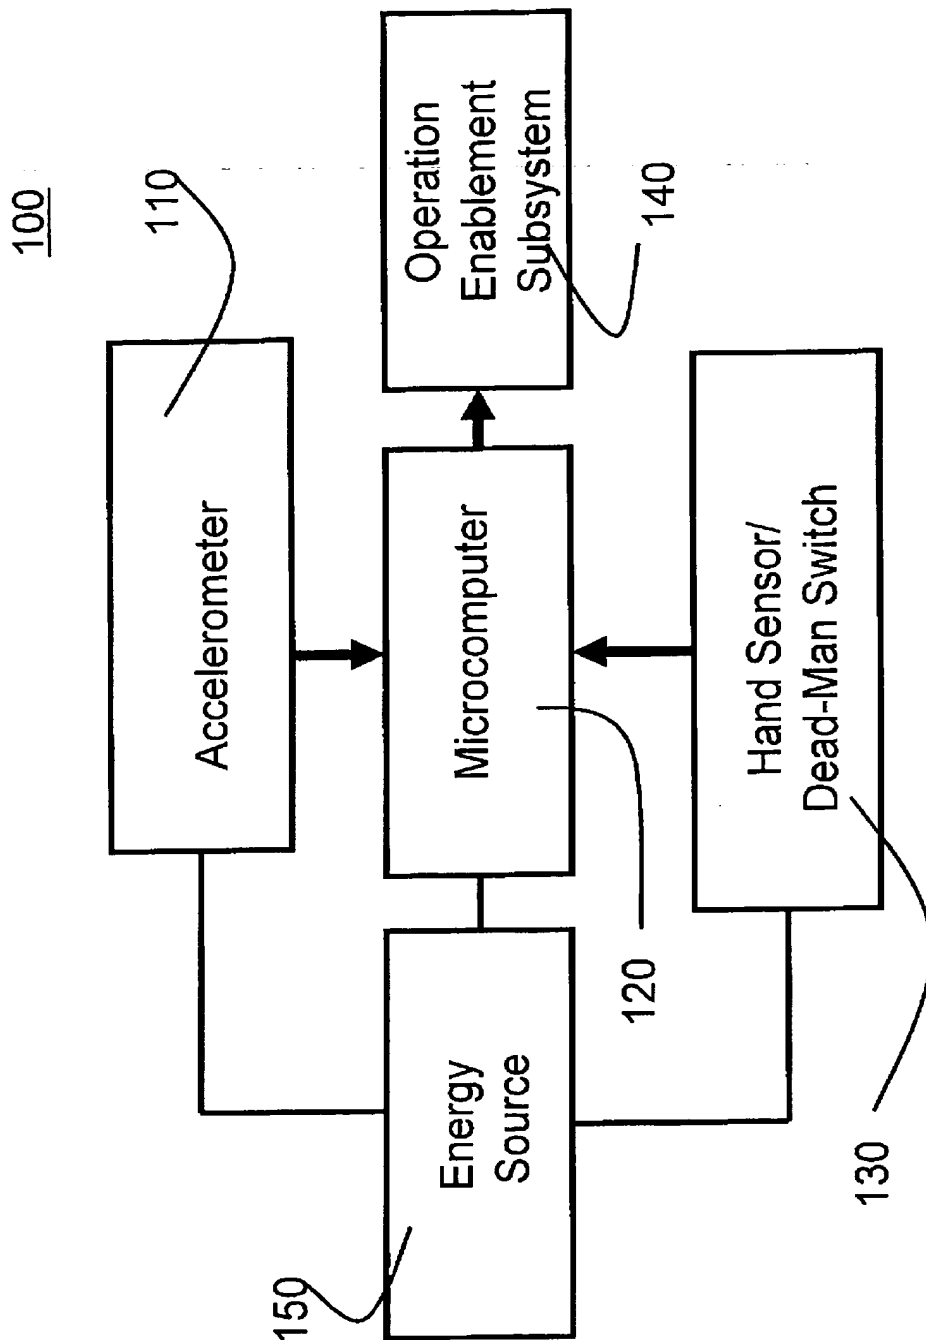 100
110
Accelerometer
Operation
Enablement
Subsystem
140
Microcomputer
120
Energy
Source
150
Hand Sensor/
Dead-Man Switch
130